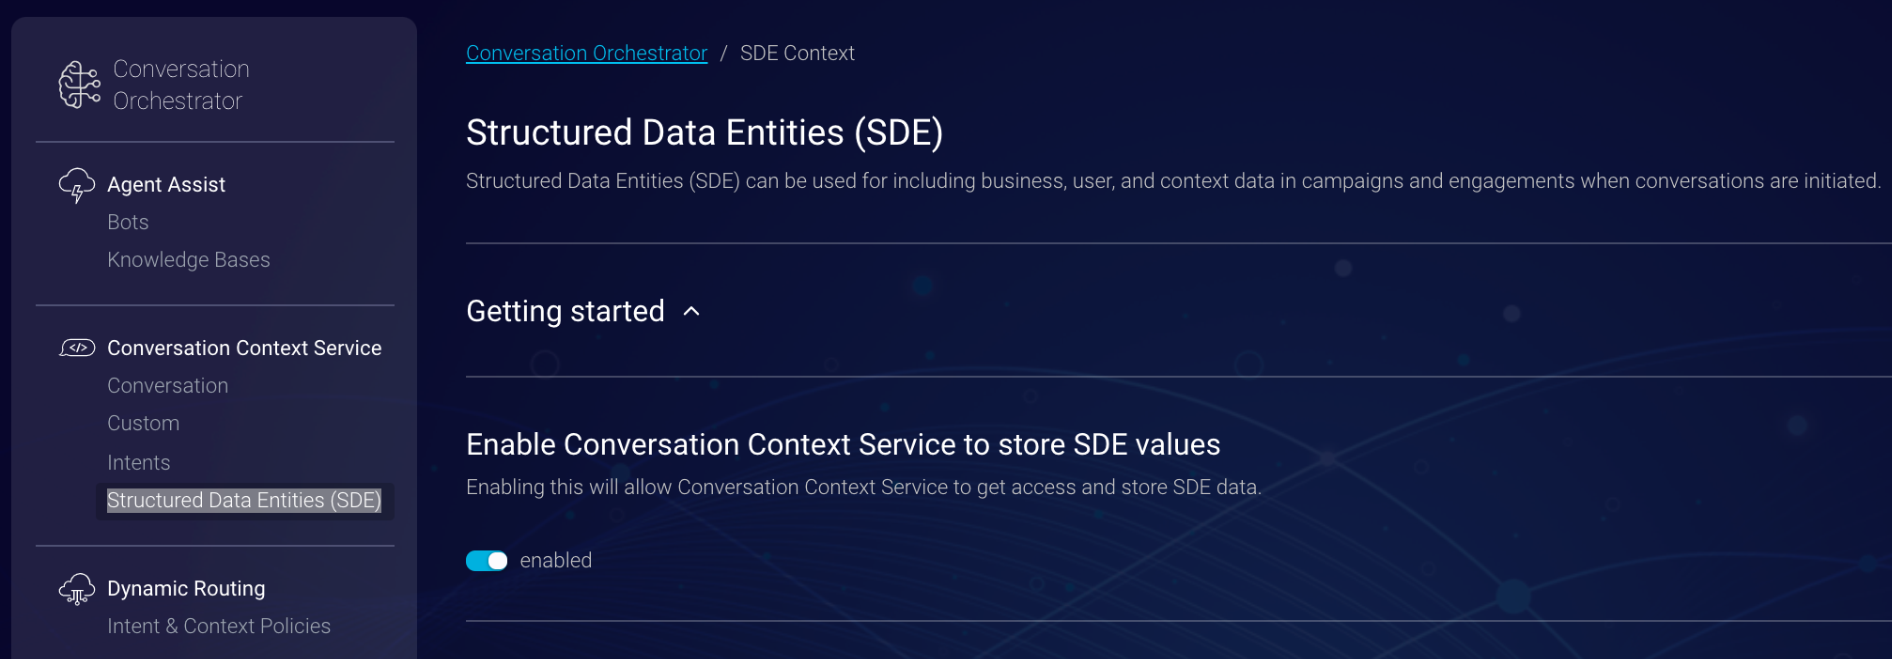 Conversation
Orchestrator
Agent Assist
Bots
Knowledge Bases
Conversation Context Service
Conversation
Custom
Intents
Structured Data Entities (SDE)
Dynamic Routing
Intent & Context Policies
Conversation Orchestrator / SDE Context
Structured Data Entities (SDE)
Structured Data Entities (SDE) can be used for including business, user, and context data in campaigns and engagements when conversations are initiated.
Getting started
Enable Conversation Context Service to store SDE values
Enabling this will allow Conversation Context Service to get access and store SDE data.
enabled